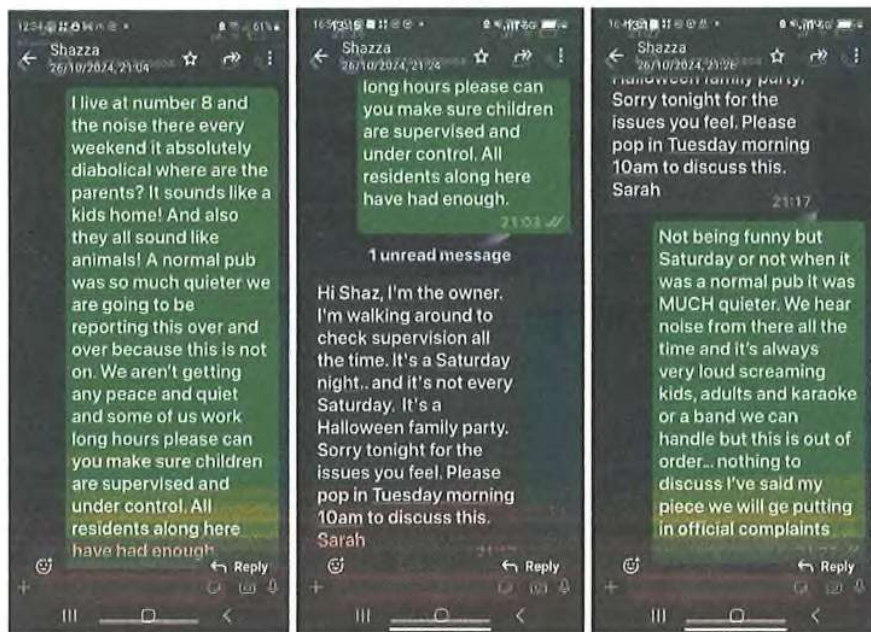 Shazza
26/10/2024, 21:04
I live at number 8 and
the noise there every
weekend it absolutely
diabolical where are the
parents? It sounds like a
kids home! And also
they all sound like
animals! A normal pub
was so much quieter we
are going to be
reporting this over and
over because this is not
on. We aren't getting
any peace and quiet
and some of us work
long hours please can
you make sure children
are supervised and
under control. All
residents along here
have had enough
Reply
Shazza
26/10/2024, 21:24
long hours please can
you make sure children
are supervised and
under control. All
residents along here
have had enough.
21:03
1 unread message
Hi Shaz, I'm the owner.
I'm walking around to
check supervision all
the time. It's a Saturday
night.. and it's not every
Saturday. It's a
Halloween family party.
Sorry tonight for the
issues you feel. Please
pop in Tuesday morning
10am to discuss this.
Sarah
Reply
Shazza
26/10/2024, 21:26
Halloween family party.
Sorry tonight for the
issues you feel. Please
pop in Tuesday morning
10am to discuss this.
Sarah
21:17
Not being funny but
Saturday or not when it
was a normal pub it was
MUCH quieter. We hear
noise from there all the
time and it's always
very loud screaming
kids, adults and karaoke
or a band we can
handle but this is out of
order... nothing to
discuss I've said my
piece we will ge putting
in official complaints
Reply